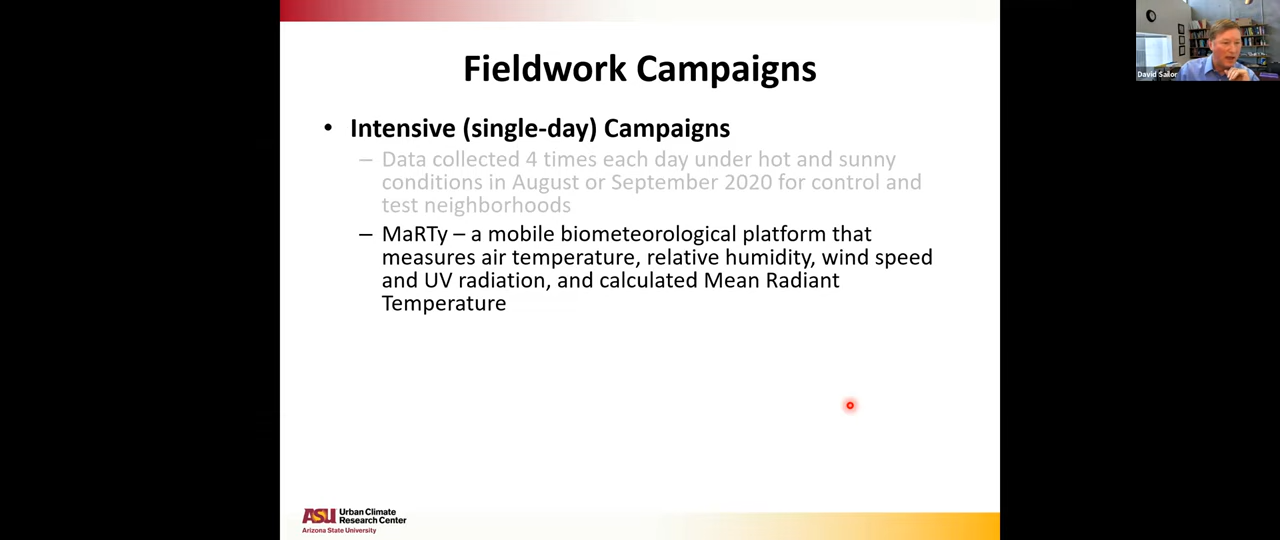 Fieldwork Campaigns
• Intensive (single-day) Campaigns
– Data collected 4 times each day under hot and sunny
conditions in August or September 2020 for control and
test neighborhoods
– MaRTy – a mobile biometeorological platform that
measures air temperature, relative humidity, wind speed
and UV radiation, and calculated Mean Radiant
Temperature
David Sailor
ASU Urban Climate
Research Center
Arizona State University